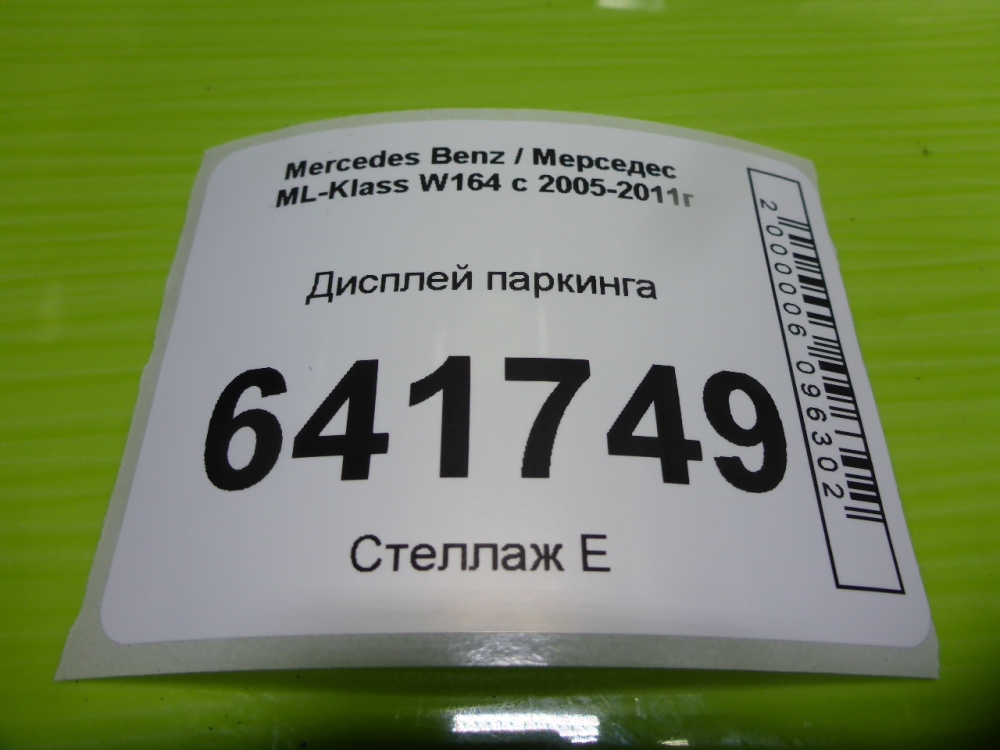 Mercedes Benz / Мерседес
ML-Klass W164 с 2005-2011г
Дисплей паркинга
641749
Стеллаж Е
2000006096302